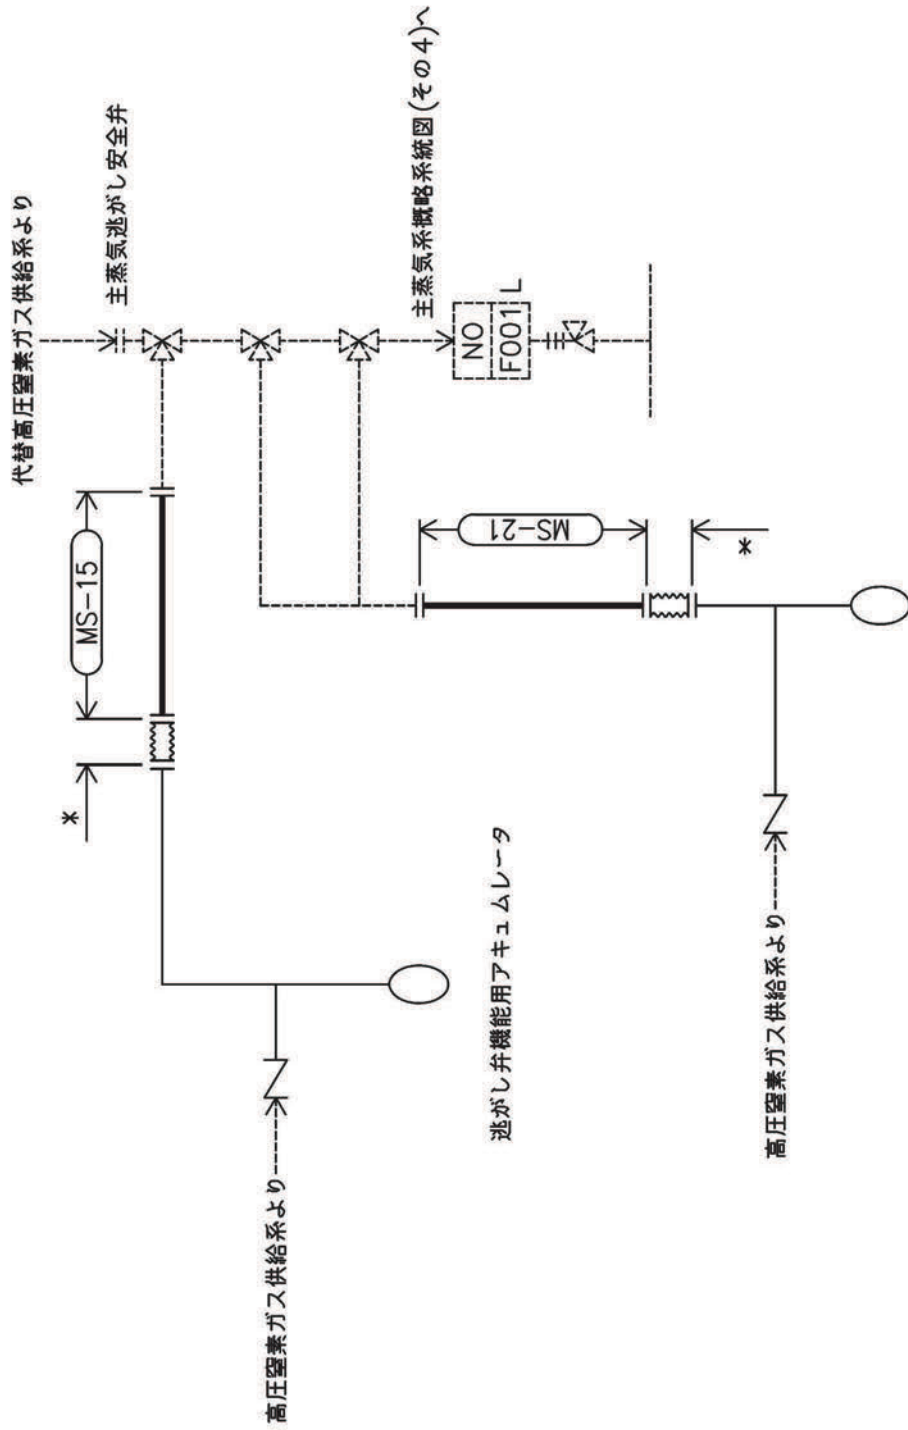 代替高圧窒素ガス供給系より
主蒸気逃がし安全弁
MS-15
*
主蒸気系概略系統図(その4)へ
NO
F001
L
MS-21
*
高圧窒素ガス供給系より
逃がし弁機能用アキュムレータ
高圧窒素ガス供給系より